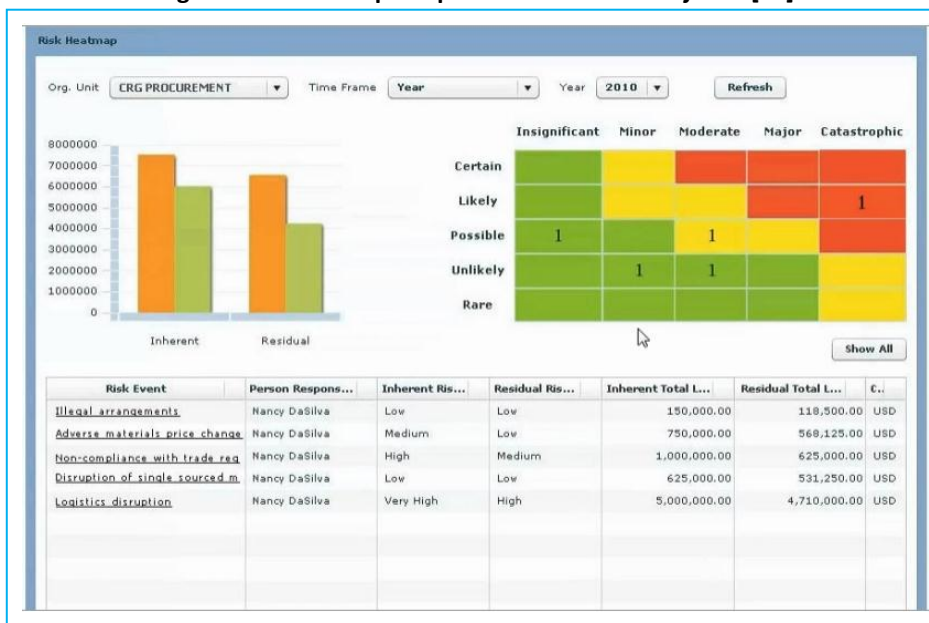 Risk Heatmap
Org. Unit CRG PROCUREMENT Time Frame Year Year 2010 Refresh
Insignificant Minor Moderate Major Catastrophic
8000000
7000000
6000000
5000000
4000000
3000000
2000000
1000000
0
Inherent Residual
Certain
Likely 1
Possible 1 1
Unlikely 1 1
Rare
Show All
Risk Event Person Respons... Inherent Ris... Residual Ris... Inherent Total L... Residual Total L... C..
Illegal arrangements Nancy DaSilva Low Low 150,000.00 118,500.00 USD
Adverse materials price change Nancy DaSilva Medium Low 750,000.00 568,125.00 USD
Non-compliance with trade reg Nancy DaSilva High Medium 1,000,000.00 625,000.00 USD
Disruption of single sourced m Nancy DaSilva Low Low 625,000.00 531,250.00 USD
Logistics disruption Nancy DaSilva Very High High 5,000,000.00 4,710,000.00 USD